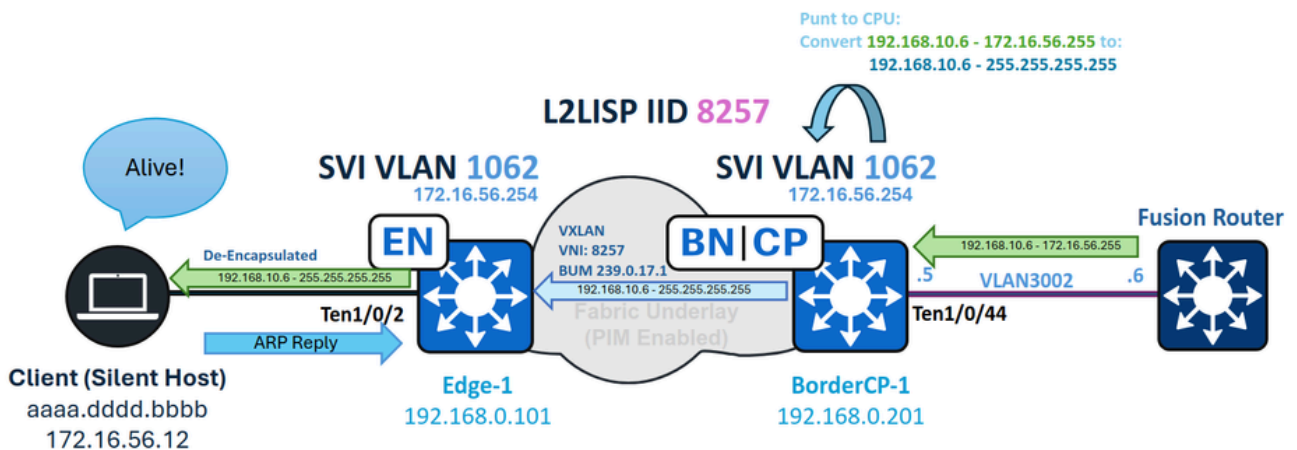 Punt to CPU:
Convert 192.168.10.6 - 172.16.56.255 to:
192.168.10.6 - 255.255.255.255
L2LISP IID 8257
Alive!
SVI VLAN 1062
172.16.56.254
SVI VLAN 1062
172.16.56.254
Fusion Router
EN
VXLAN
VNI: 8257
BUM 239.0.17.1
192.168.10.6 - 255.255.255.255
BN|CP
192.168.10.6 - 172.16.56.255
De-Encapsulated
192.168.10.6 - 255.255.255.255
.5
VLAN3002
.6
Fabric Underlay
(PIM Enabled)
Ten1/0/2
Ten1/0/44
ARP Reply
Client (Silent Host)
aaaa.dddd.bbbb
172.16.56.12
Edge-1
192.168.0.101
BorderCP-1
192.168.0.201